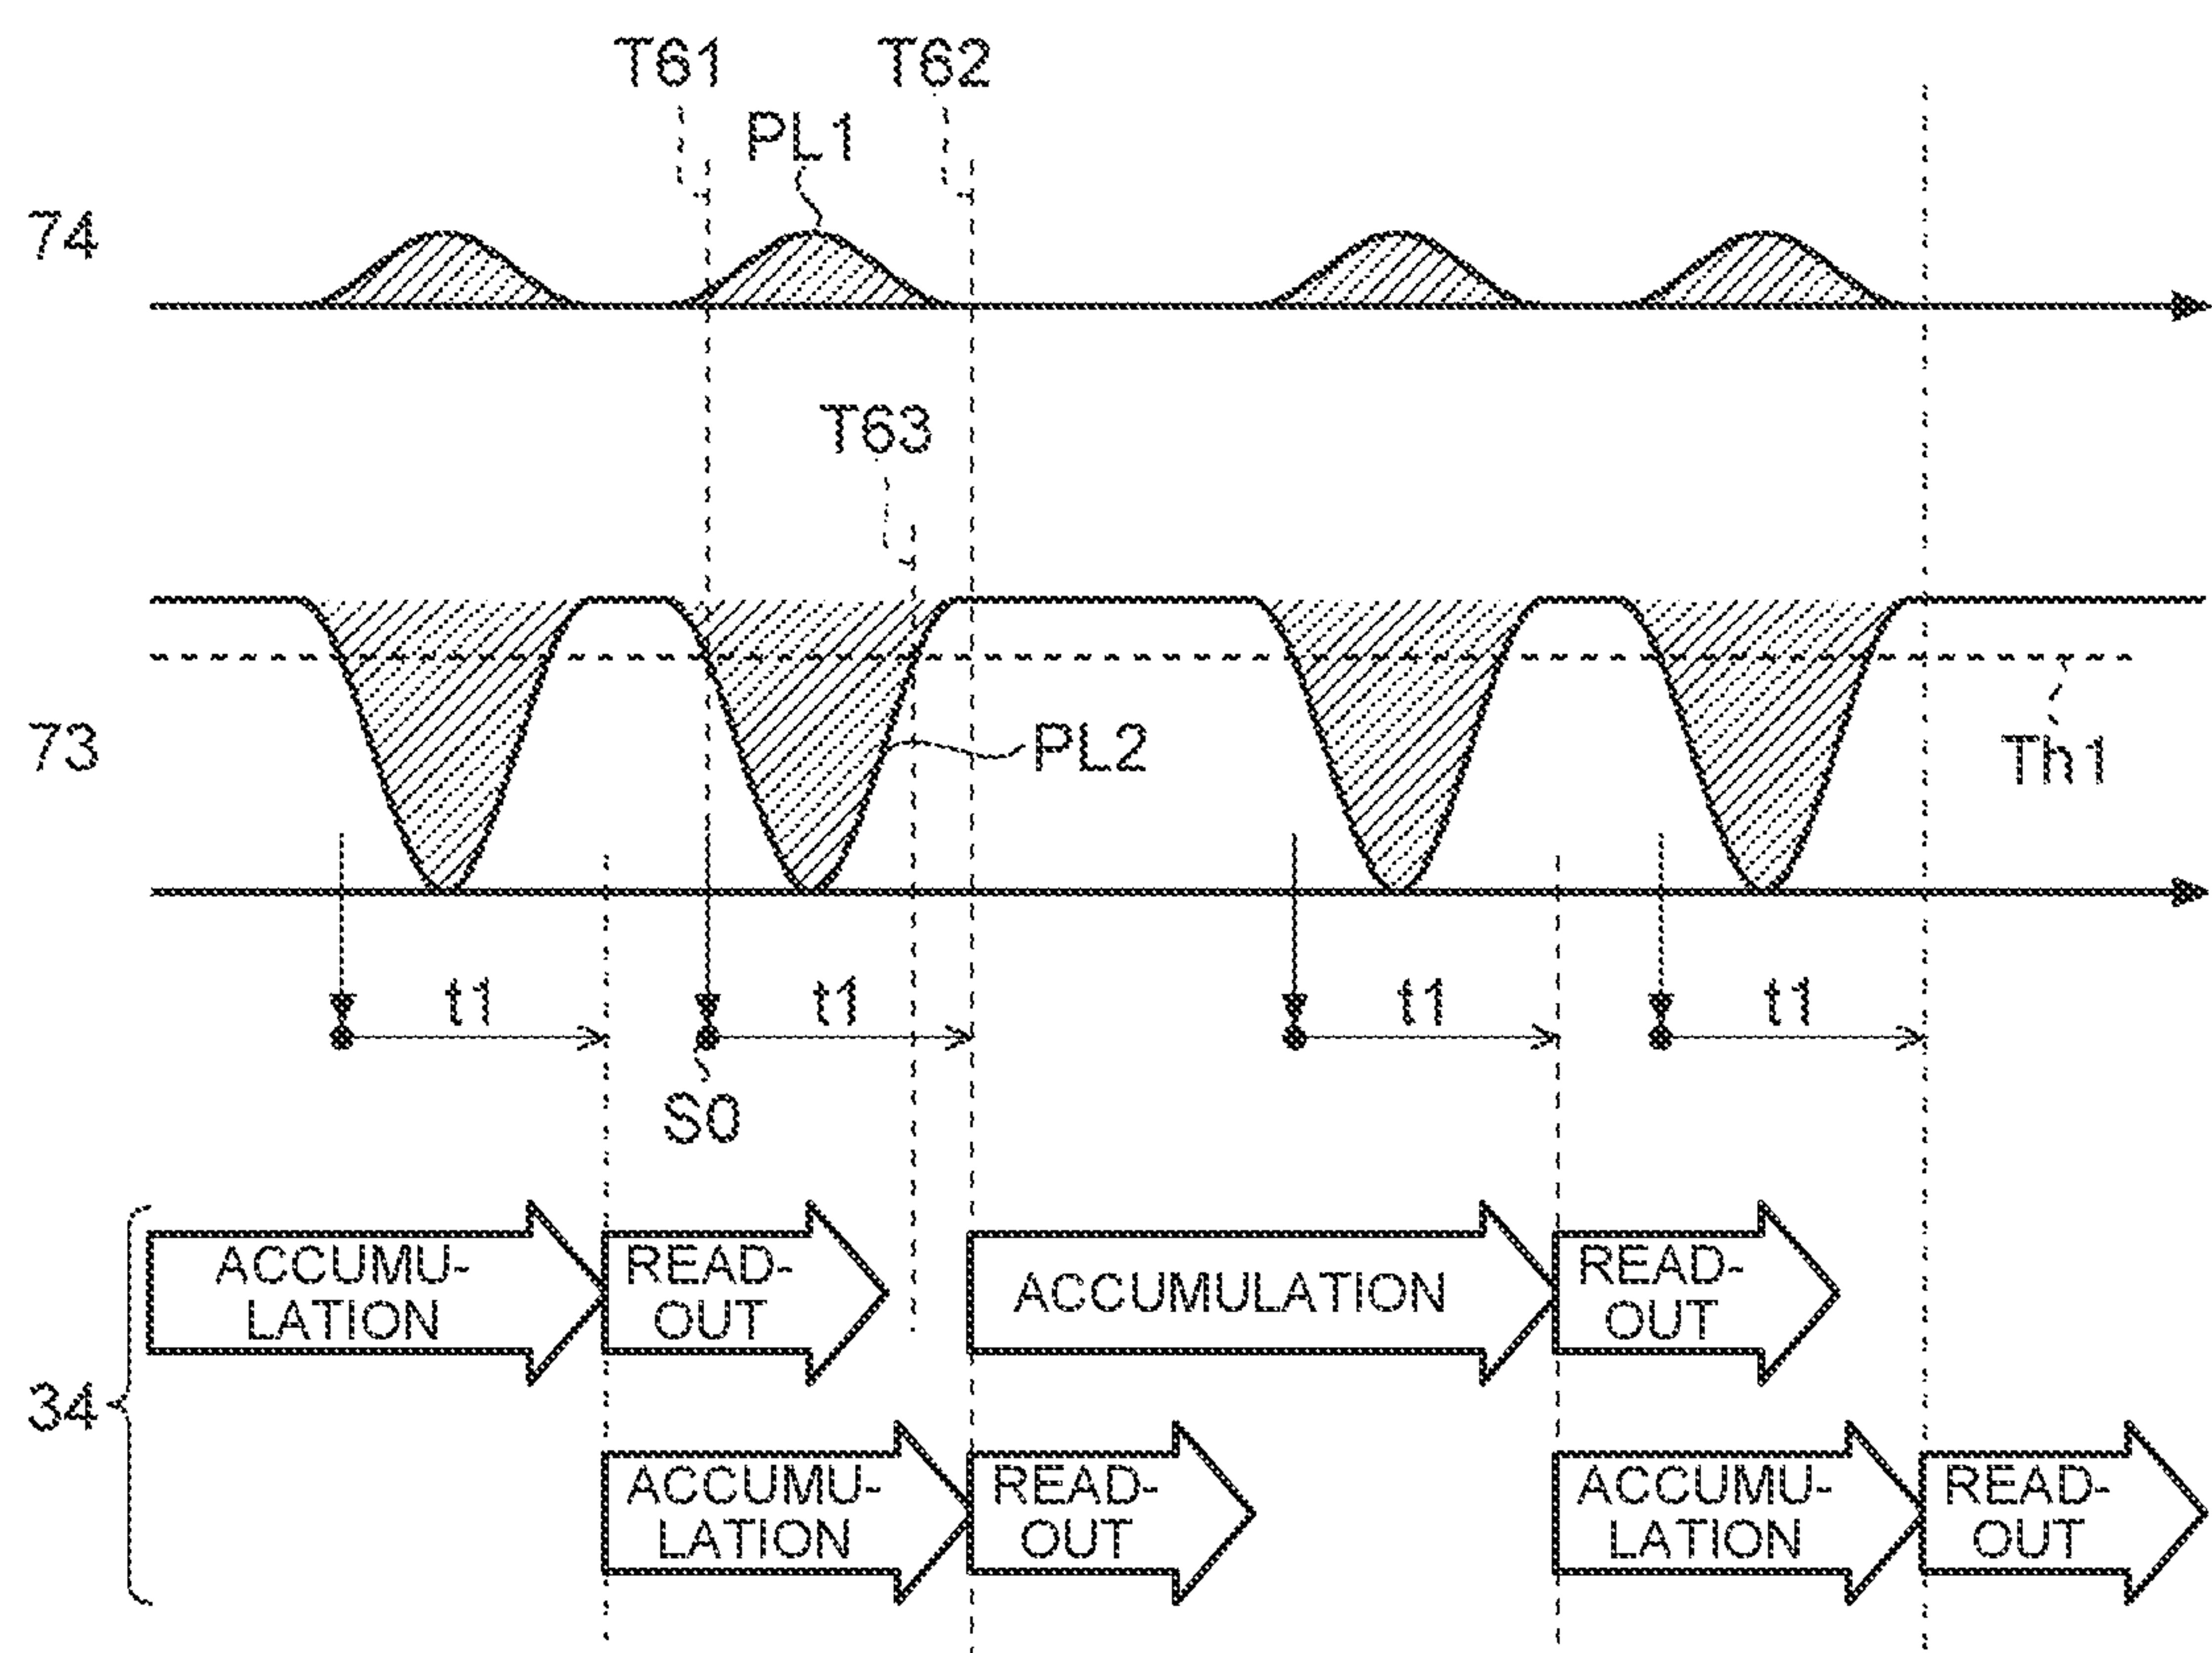 T61 T62
PL1
74
T63
73
PL2
Th1
t1 t1 t1 t1
S0
34
ACCUMU-
LATION
READ-
OUT
ACCUMULATION
READ-
OUT
ACCUMU-
LATION
READ-
OUT
ACCUMU-
LATION
READ-
OUT